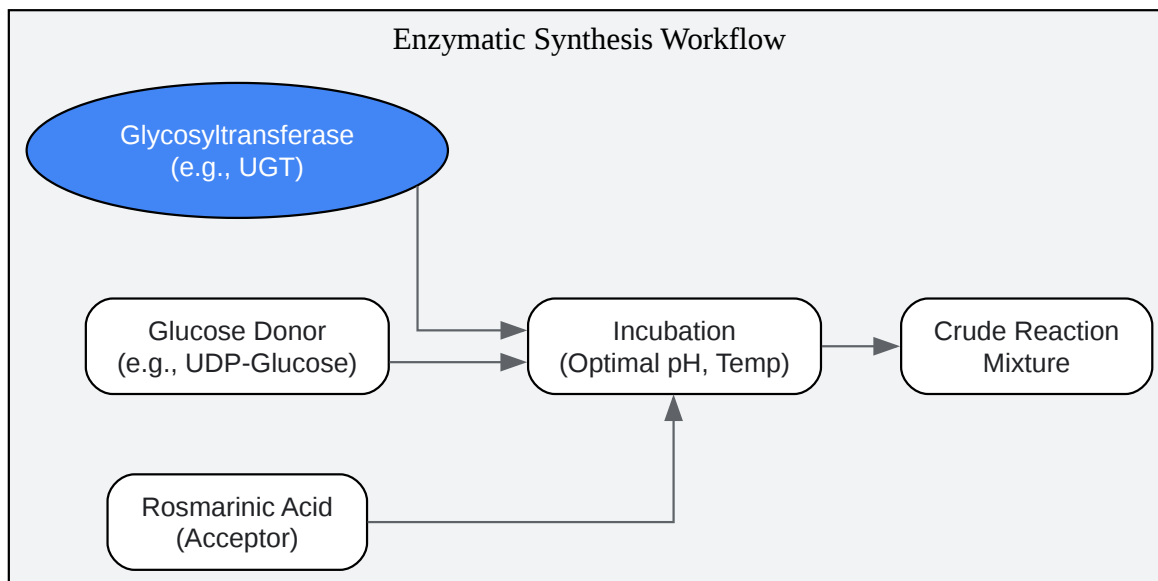 Enzymatic Synthesis Workflow
Glycosyltransferase
(e.g., UGT)
Glucose Donor
(e.g., UDP-Glucose)
Incubation
(Optimal pH, Temp)
Crude Reaction
Mixture
Rosmarinic Acid
(Acceptor)